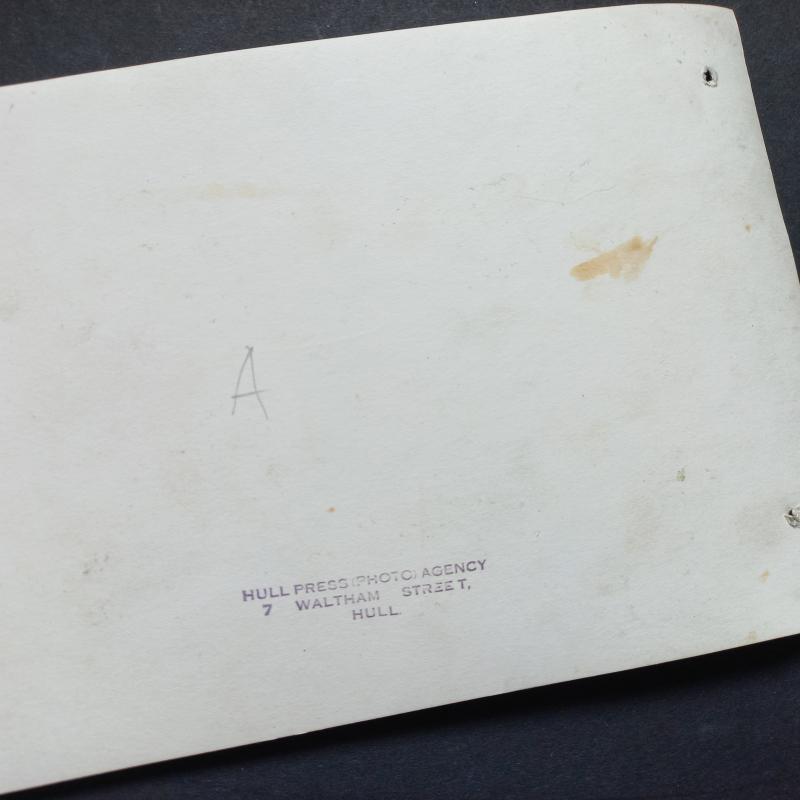 A
HULL PRESS (PHOTO) AGENCY
7 WALTHAM STREET,
HULL.